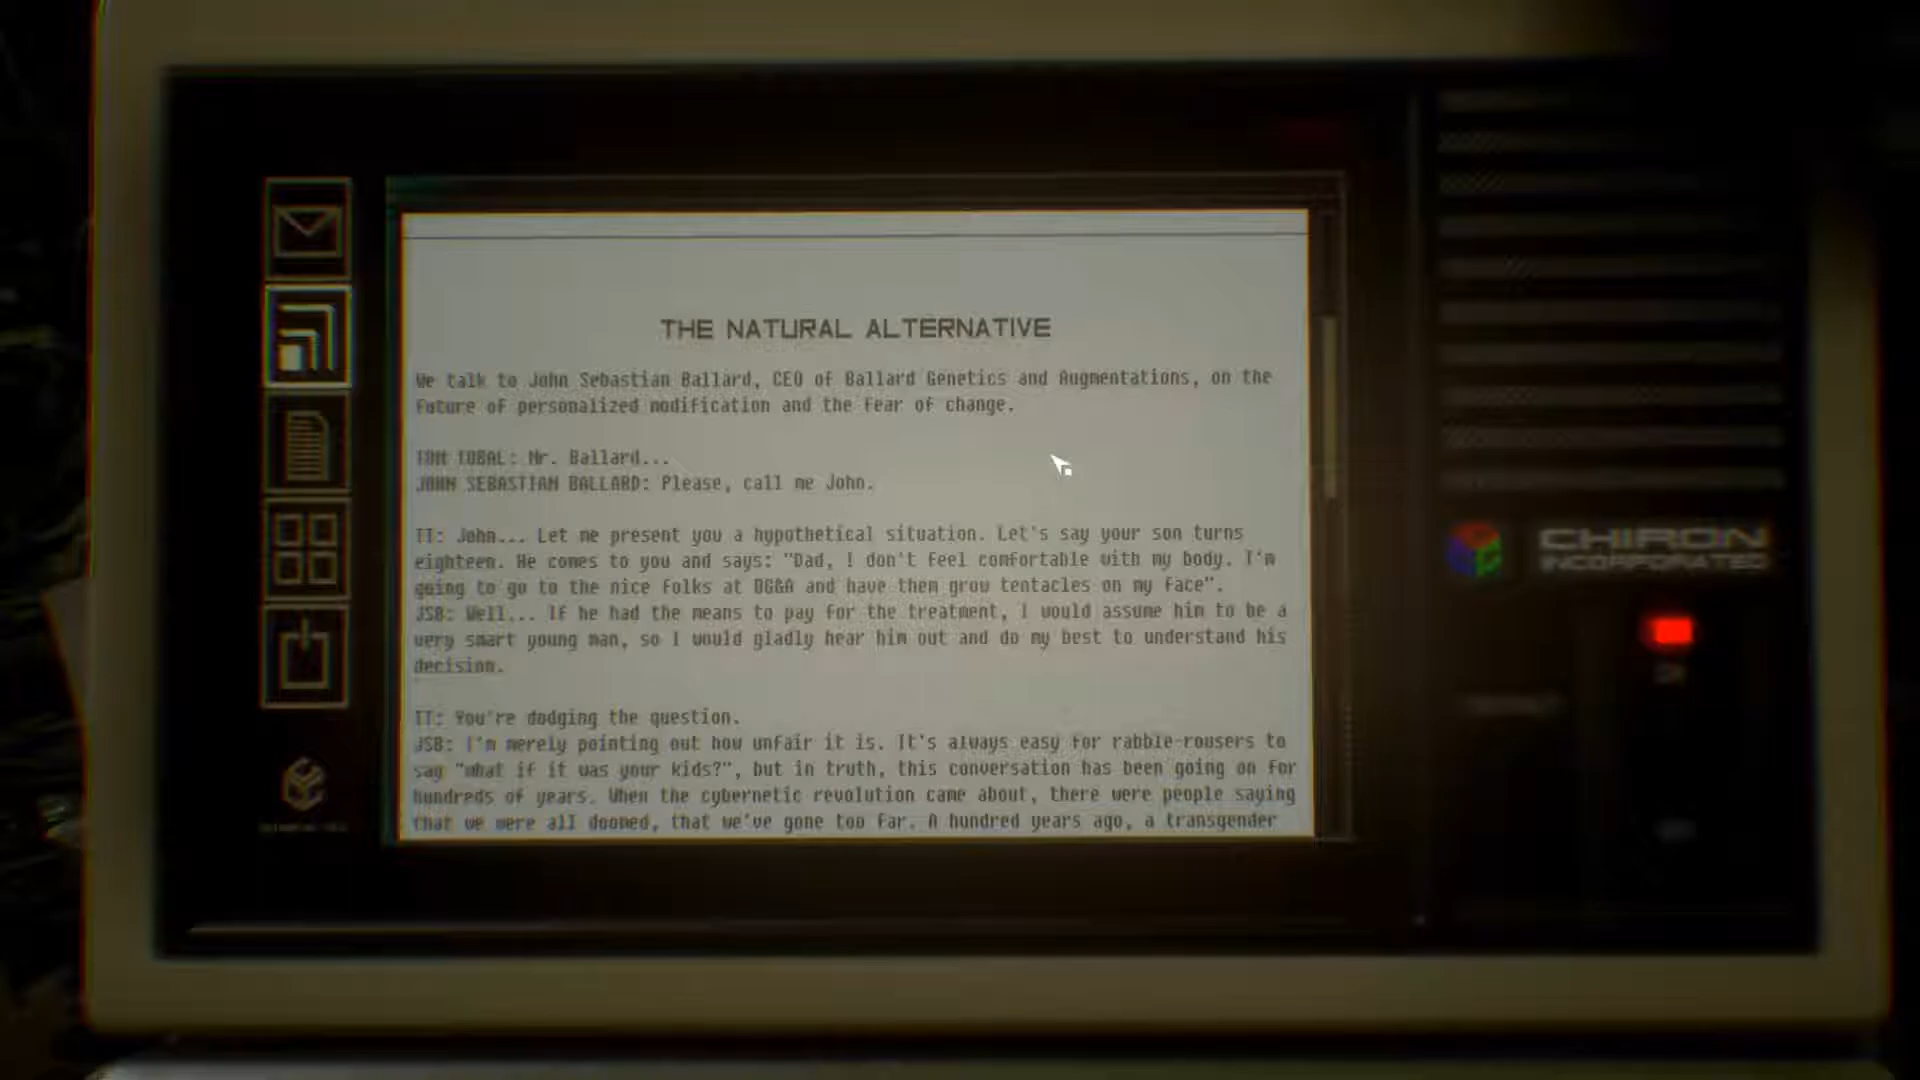 THE NATURAL ALTERNATIVE
We talk to John Sebastian Ballard, CEO of Ballard Genetics and Augmentations, on the
future of personalized modification and the fear of change.
TOM TOBAL: Mr. Ballard...
JOHN SEBASTIAN BALLARD: Please, call me John.
TT: John... Let me present you a hypothetical situation. Let's say your son turns
eighteen. He comes to you and says: "Dad, I don't feel comfortable with my body. I'm
going to go to the nice folks at BG&A and have them grow tentacles on my face".
JSB: Well... If he had the means to pay for the treatment, I would assume him to be a
very smart young man, so I would gladly hear him out and do my best to understand his
decision.
TT: You're dodging the question.
JSB: I'm merely pointing out how unfair it is. It's always easy for rabble-rousers to
say "what if it was your kids?", but in truth, this conversation has been going on for
hundreds of years. When the cybernetic revolution came about, there were people saying
that we were all doomed, that we've gone too far. A hundred years ago, a transgender
CHIRON
INCORPORATED